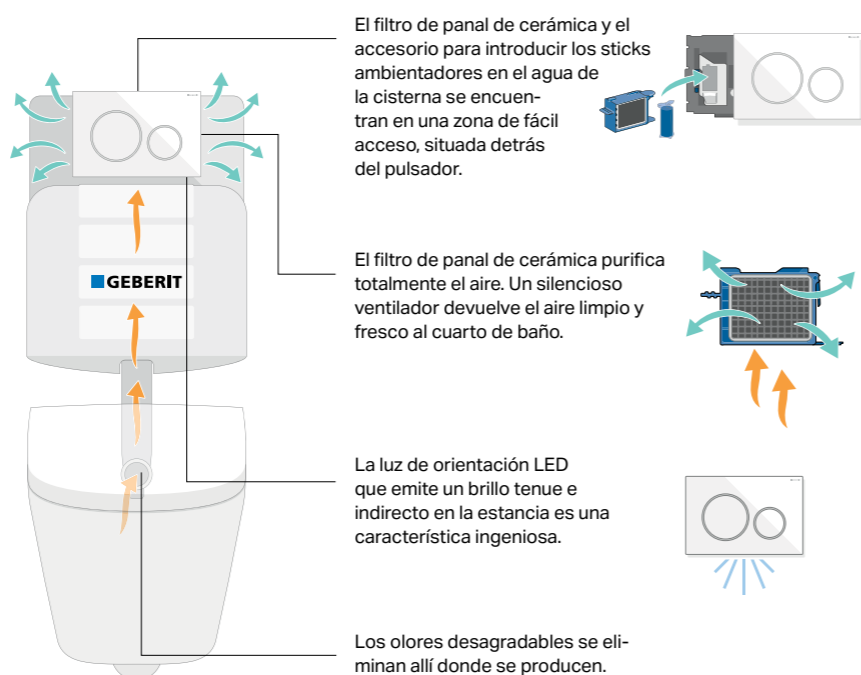 El filtro de panal de cerámica y el
accesorio para introducir los sticks
ambientadores en el agua de
la cisterna se encuen-
tran en una zona de fácil
acceso, situada detrás
del pulsador.
GEBERIT
El filtro de panal de cerámica purifica
totalmente el aire. Un silencioso
ventilador devuelve el aire limpio y
fresco al cuarto de baño.
La luz de orientación LED
que emite un brillo tenue e
indirecto en la estancia es una
característica ingeniosa.
Los olores desagradables se eli-
minan allí donde se producen.